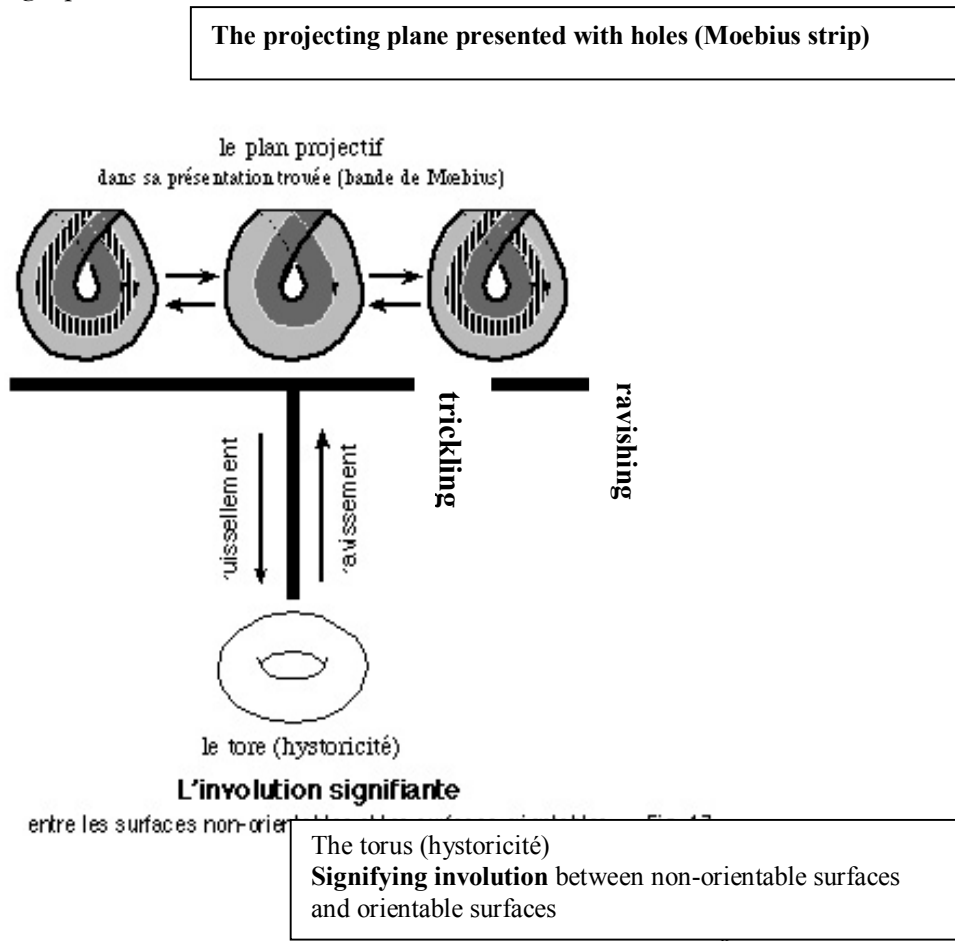 The projecting plane presented with holes (Moebius strip)
le plan projectif
dans sa présentation trouée (bande de Mœbius)
trickling
ravishing
uissellement
avissement
le tore (hystoricité)
L'involution signifiante
entre les surfaces non-orien
The torus (hystoricité)
Signifying involution between non-orientable surfaces
and orientable surfaces